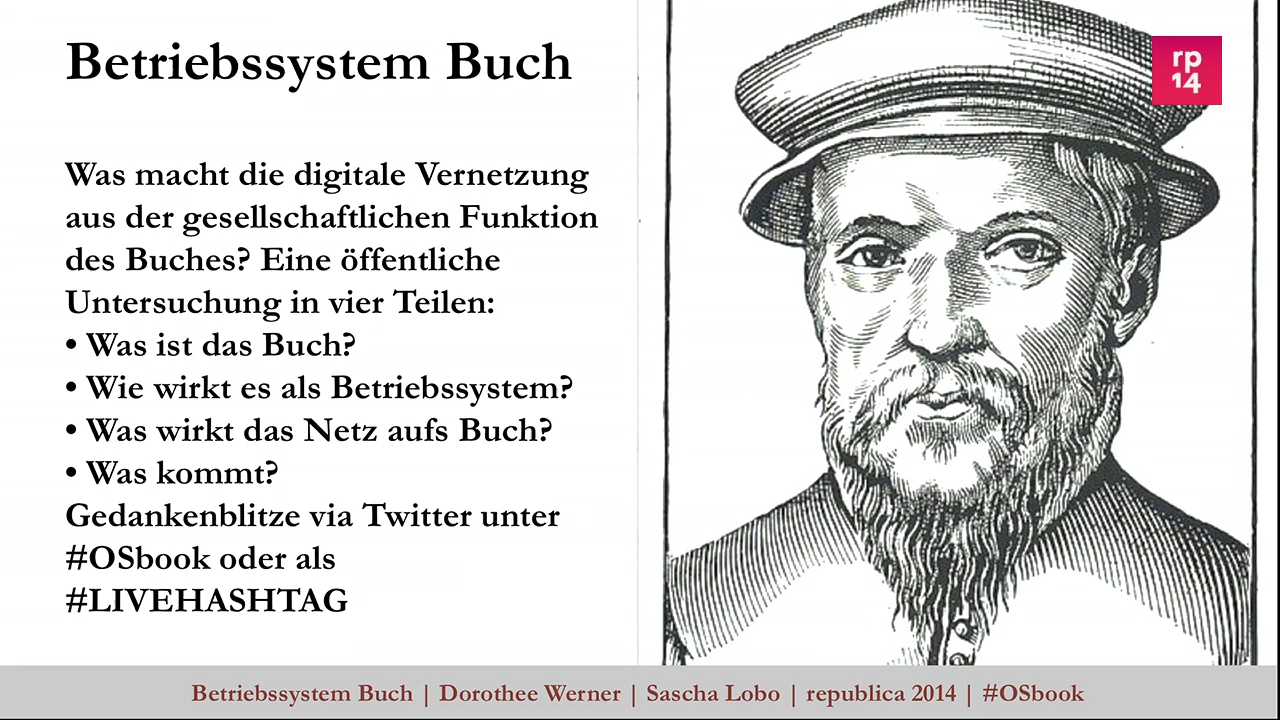 Betriebssystem Buch
Was macht die digitale Vernetzung
aus der gesellschaftlichen Funktion
des Buches? Eine öffentliche
Untersuchung in vier Teilen:
• Was ist das Buch?
• Wie wirkt es als Betriebssystem?
• Was wirkt das Netz aufs Buch?
• Was kommt?
Gedankenblitze via Twitter unter
#OSbook oder als
#LIVEHASHTAG
rp
14
Betriebssystem Buch | Dorothee Werner | Sascha Lobo | republica 2014 | #OSbook